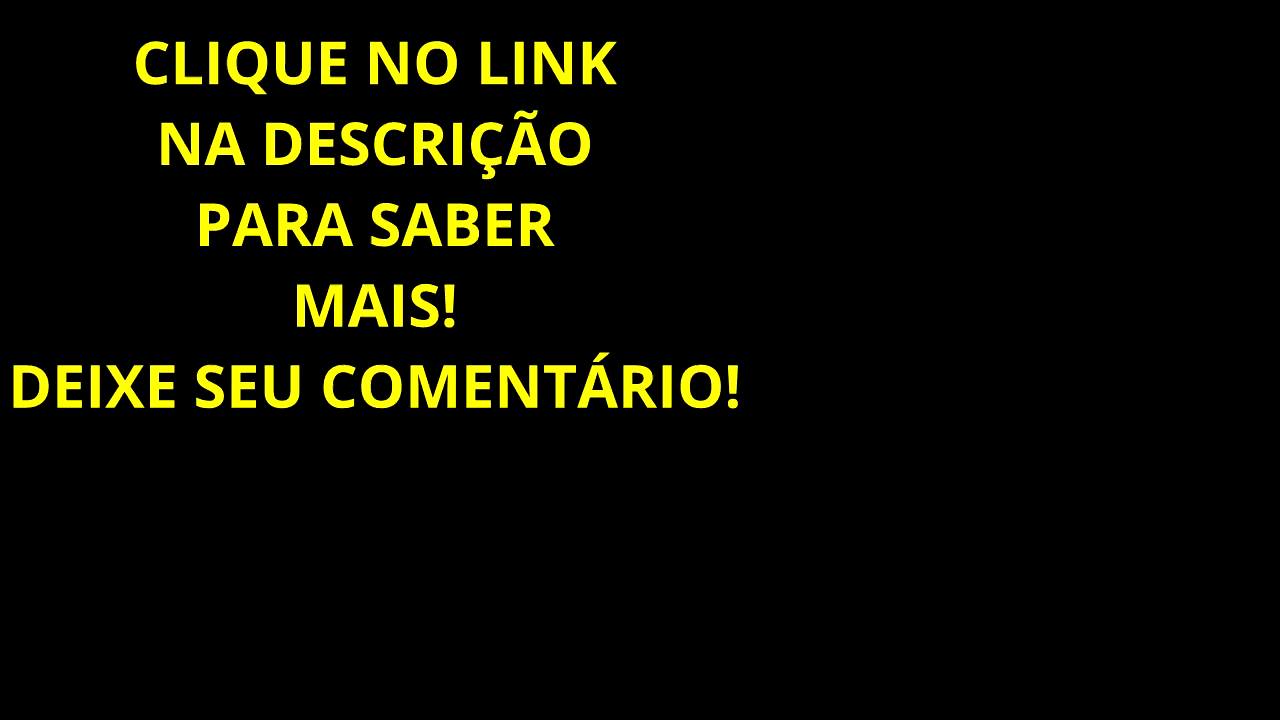 CLIQUE NO LINK
NA DESCRIÇÃO
PARA SABER
MAIS!
DEIXE SEU COMENTÁRIO!